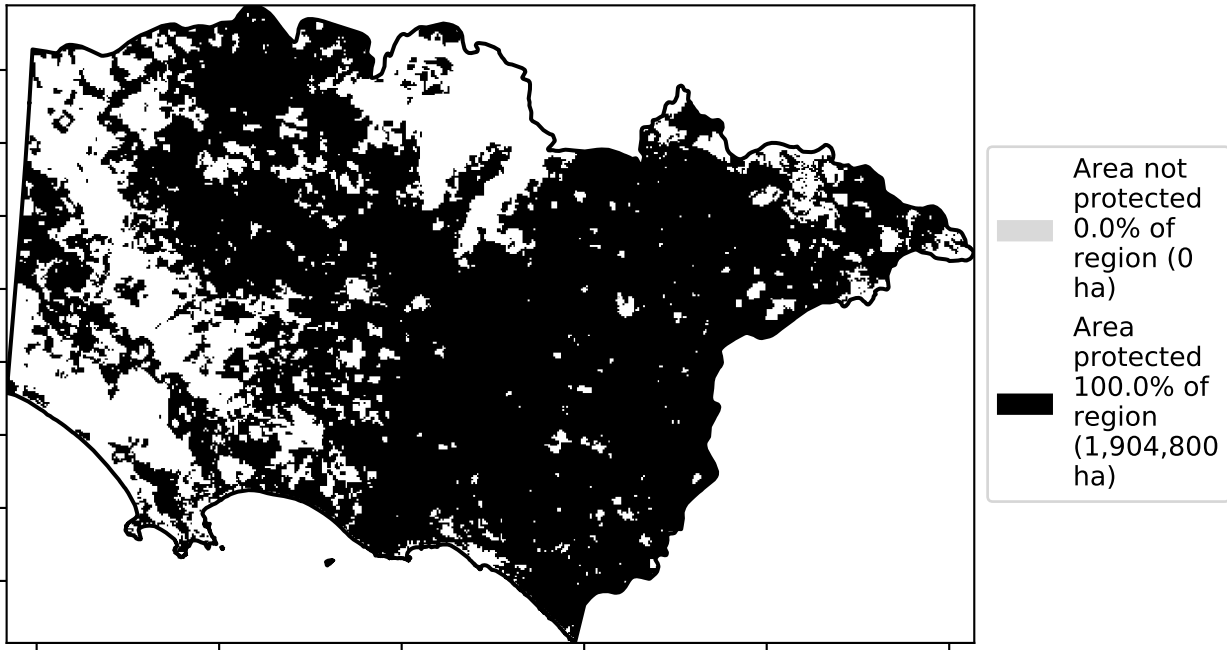 Area not
protected
0.0% of
region (0
ha)
Area
protected
100.0% of
region
(1,904,800
ha)